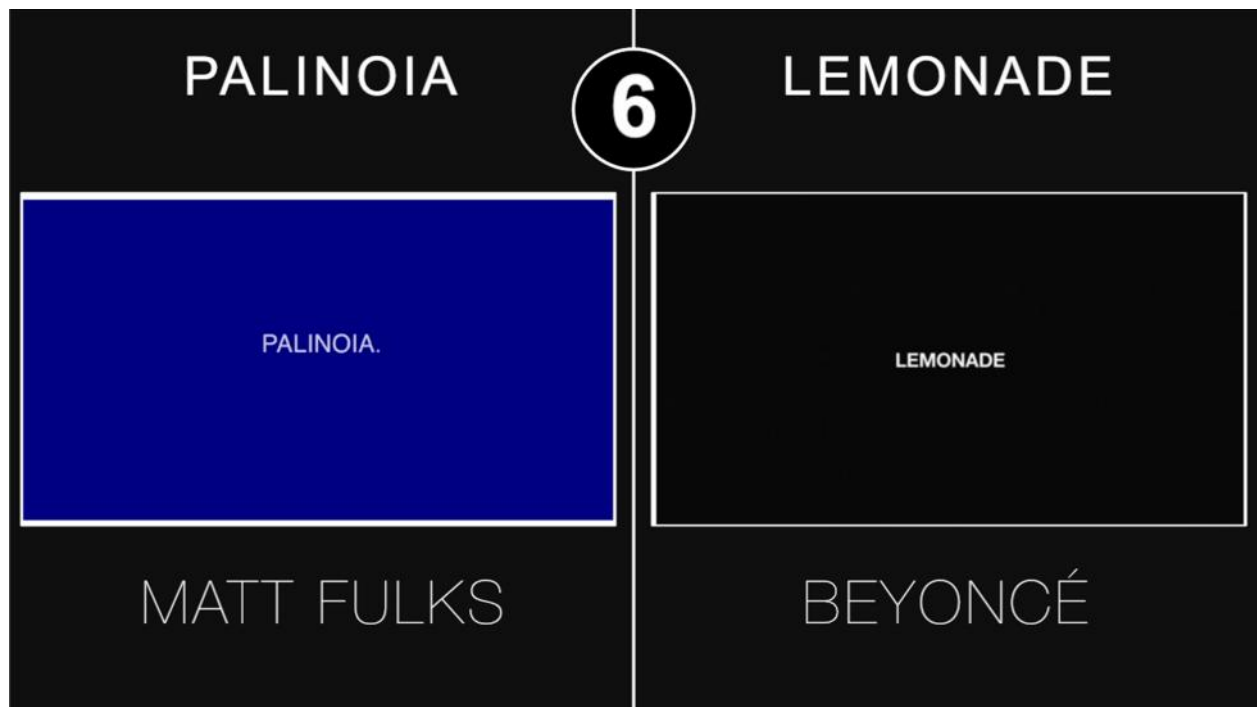 PALINOIA
6
LEMONADE
PALINOIA.
LEMONADE
MATT FULKS
BEYONCÉ